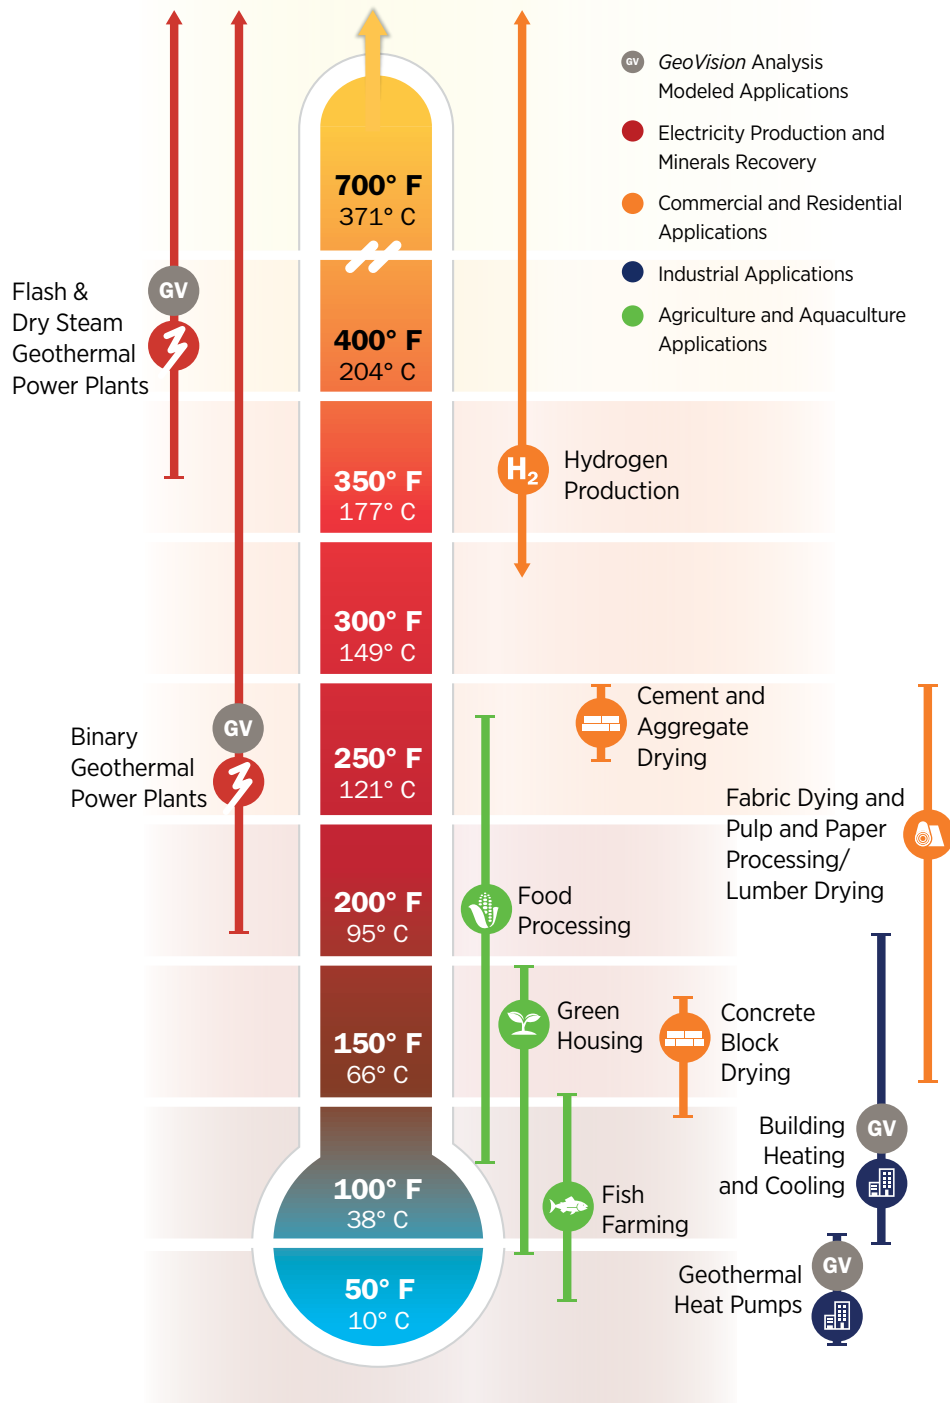 GV
GeoVision Analysis
Modeled Applications
Electricity Production and
Minerals Recovery
Commercial and Residential
Applications
Industrial Applications
Agriculture and Aquaculture
Applications
700° F
371° C
Flash &
Dry Steam
Geothermal
Power Plants
GV
400° F
204° C
350° F
177° C
H2
Hydrogen
Production
300° F
149° C
Binary
Geothermal
Power Plants
GV
250° F
121° C
Cement and
Aggregate
Drying
Fabric Dying and
Pulp and Paper
Processing/
Lumber Drying
200° F
95° C
Food
Processing
150° F
66° C
Green
Housing
Concrete
Block
Drying
Building
Heating
and Cooling
GV
100° F
38° C
Fish
Farming
50° F
10° C
Geothermal
Heat Pumps
GV